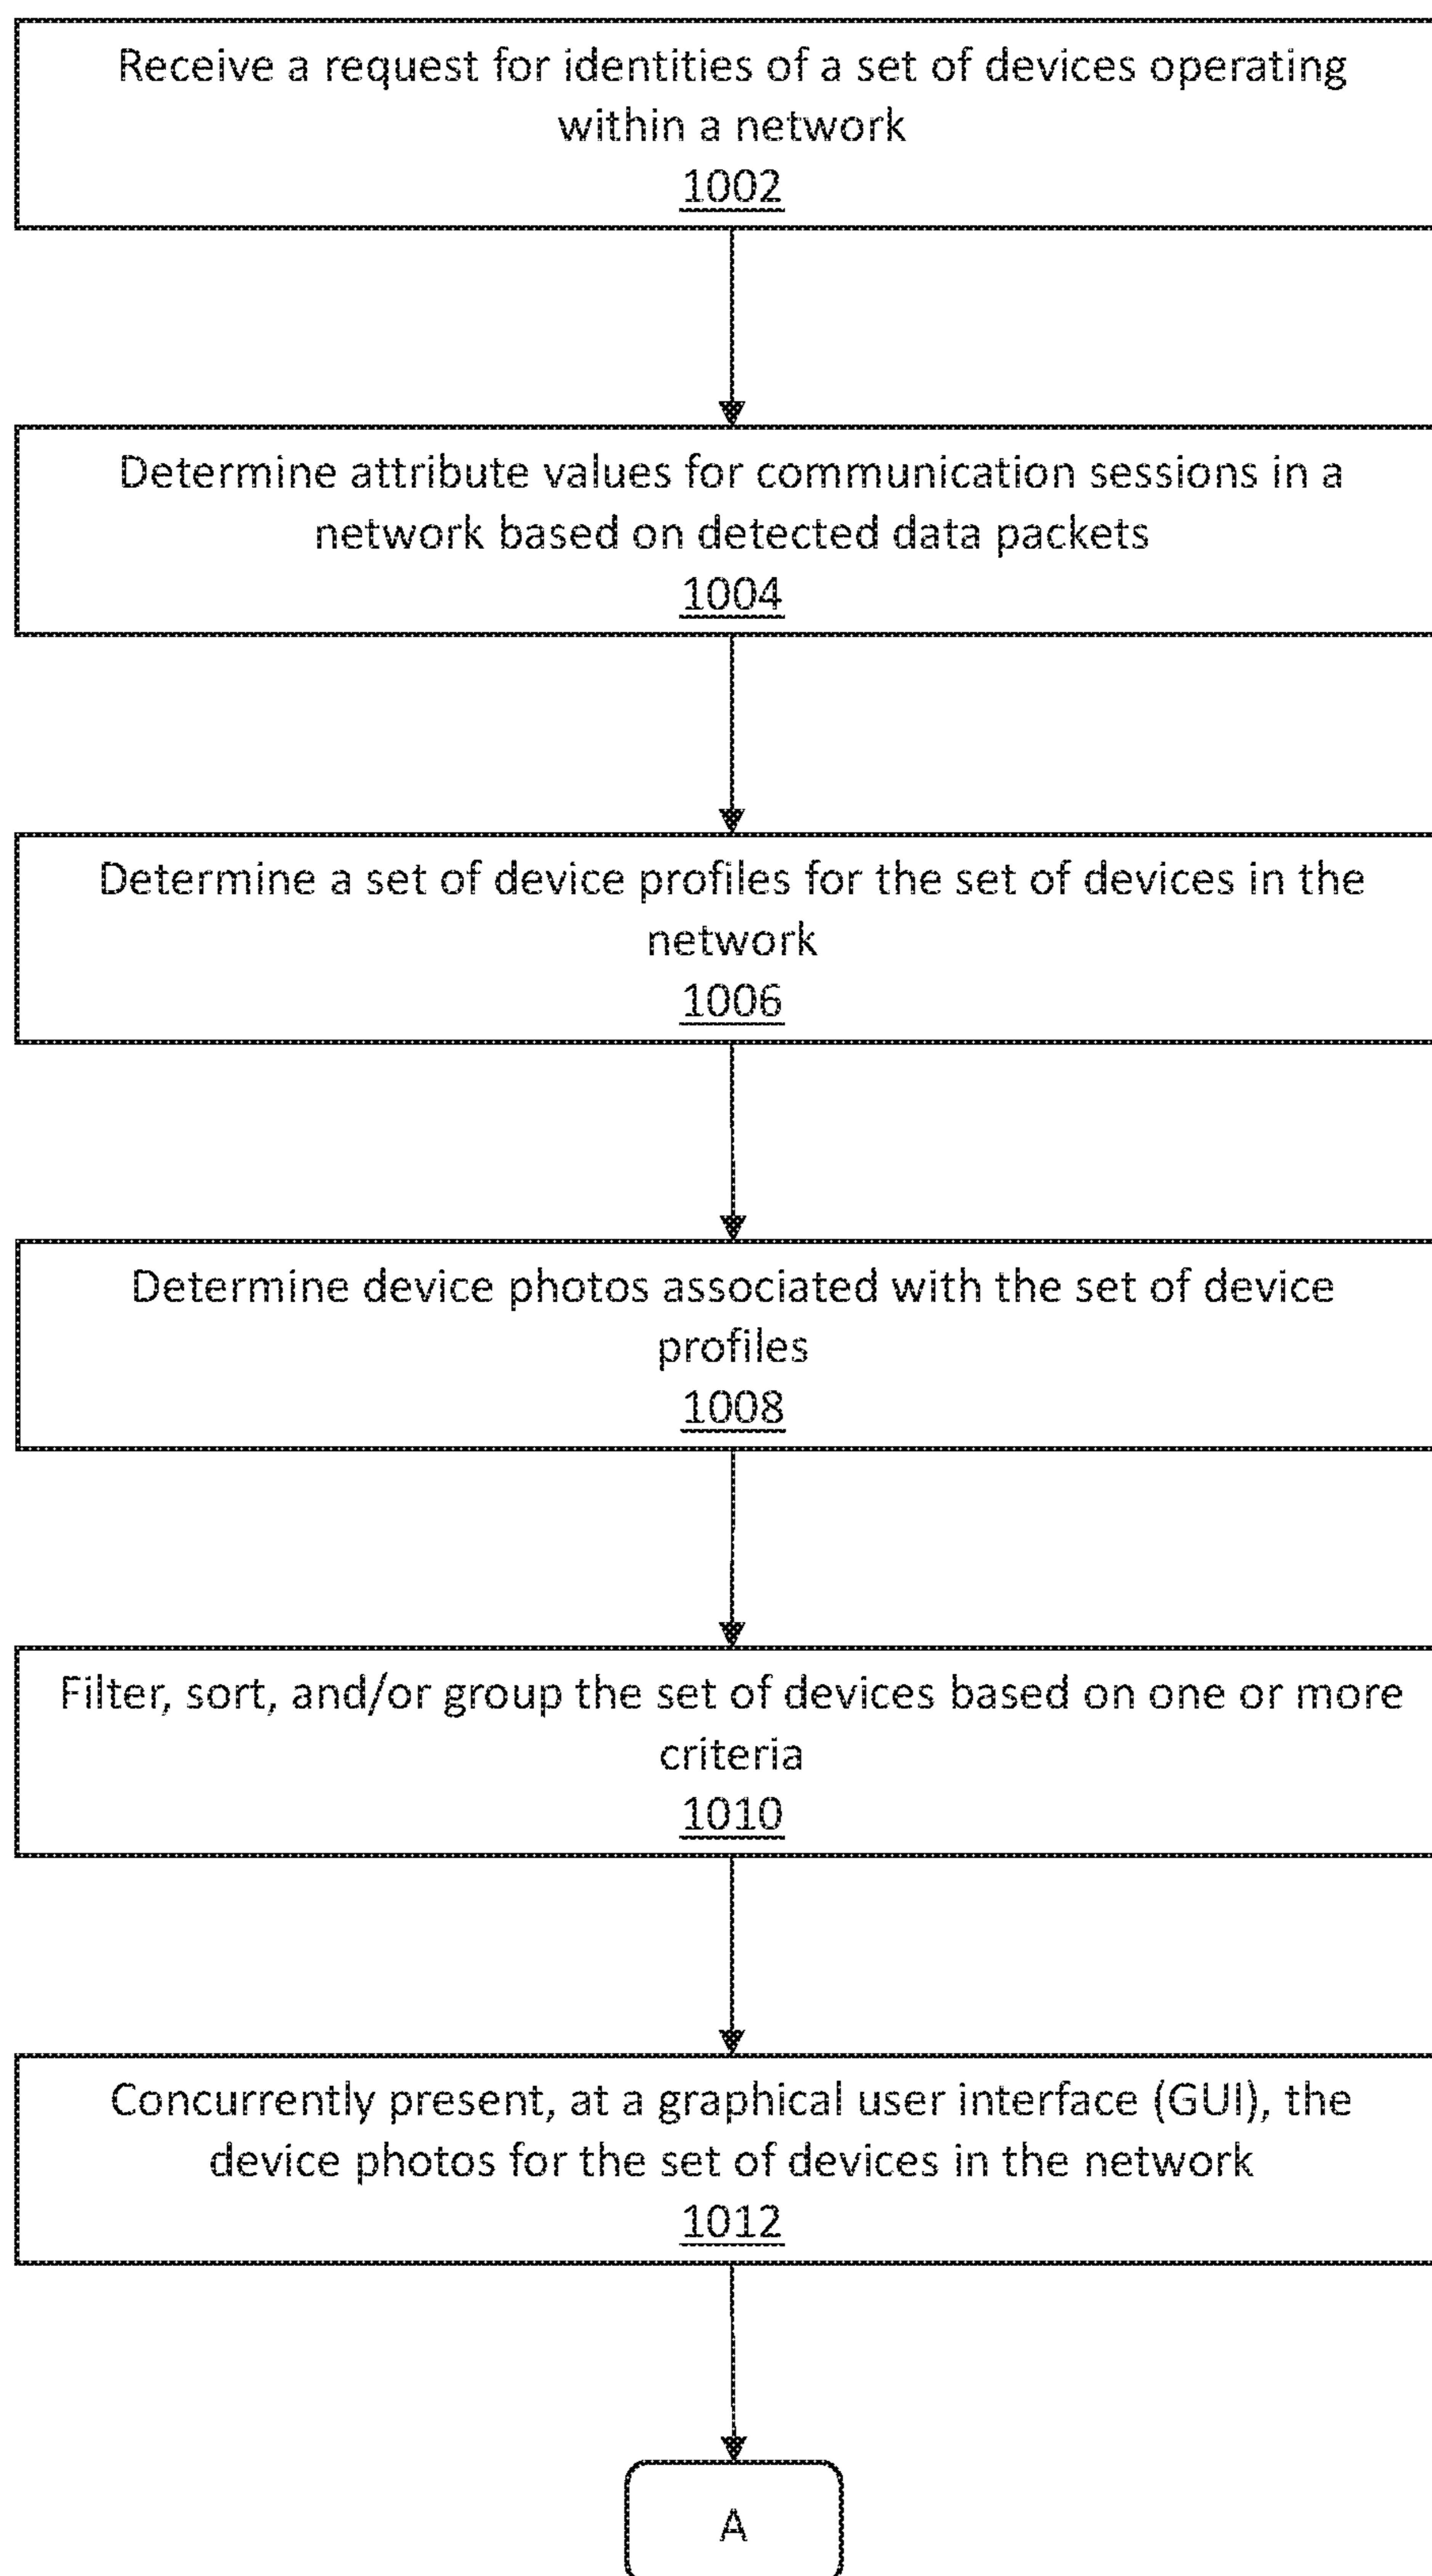 Receive a request for identities of a set of devices operating
within a network
1002
Determine attribute values for communication sessions in a
network based on detected data packets
1004
Determine a set of device profiles for the set of devices in the
network
1006
Determine device photos associated with the set of device
profiles
1008
Filter, sort, and/or group the set of devices based on one or more
criteria
1010
Concurrently present, at a graphical user interface (GUI), the
device photos for the set of devices in the network
1012
A